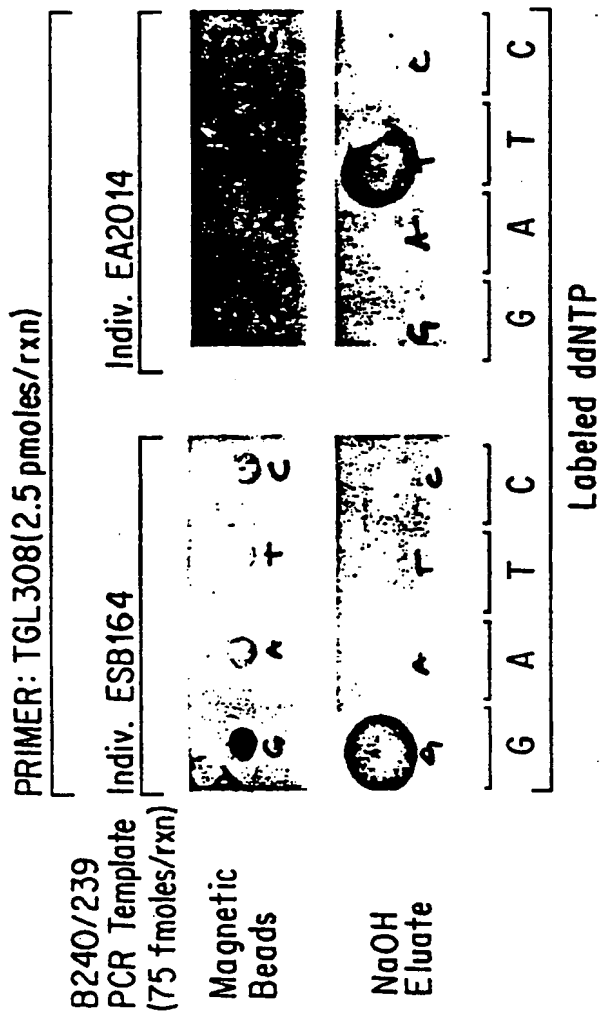 PRIMER: TGL308(2.5 pmoles/rxn)
B240/239
PCR Template
(75 fmoles/rxn)
Indiv. ESB164
Indiv. EA2014
Magnetic
Beads
G A T C
NaOH
Eluate
G A T C
G A T C
G A T C
G A T C
Labeled ddNTP